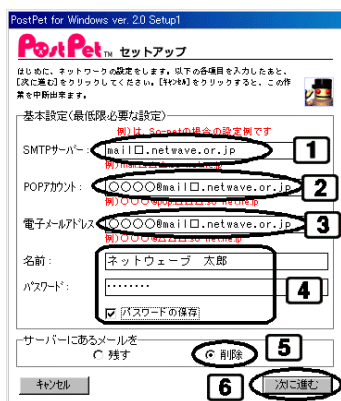 PostPet for Windows ver. 2.0 Setup1
PostPet™ セットアップ
はじめに、ネットワークの設定をします。以下の各項目を入力したあと、
[次に進む]をクリックしてください。[キャンセル]をクリックすると、この作
業を中断出来ます。
基本設定(最低限必要な設定)
例)は、So-netの場合の設定例です
SMTPサーバー: mail□.netwave.or.jp 1
POPアカウント: 〇〇〇〇@mail□.netwave.or.jp 2
電子メールアドレス 〇〇〇〇@mail□.netwave.or.jp 3
名前: ネットウェーブ 太郎
パスワード: ········ 4
パスワードの保存
サーバーにあるメールを
残す 削除 5
キャンセル 6 次に進む